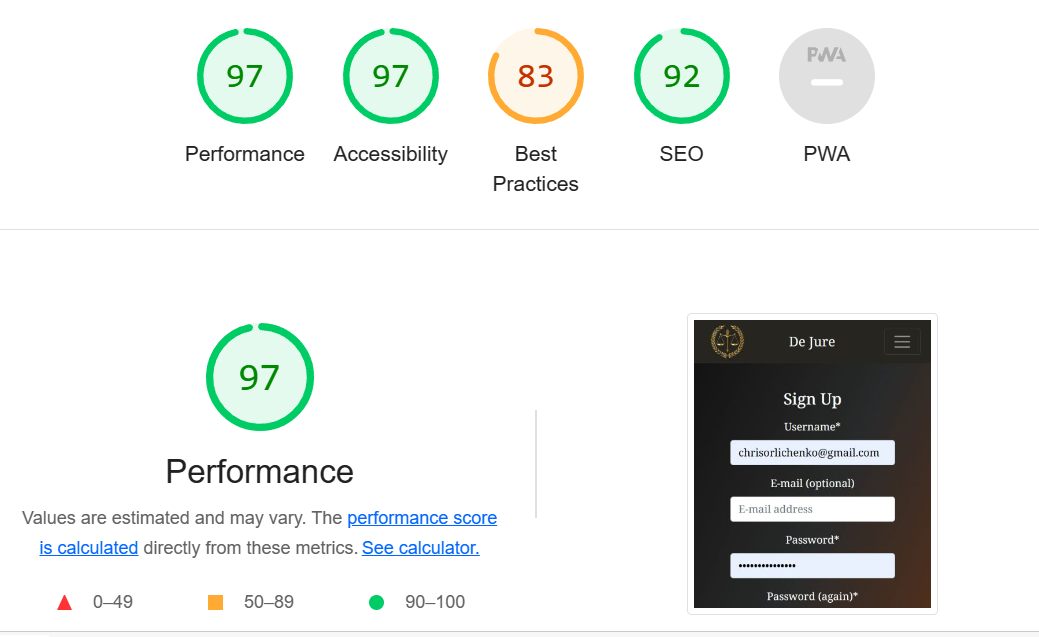 97
97
83
92
PWA
Performance
Accessibility
Best
Practices
SEO
PWA
97
Performance
Values are estimated and may vary. The performance score
is calculated directly from these metrics. See calculator.
0–49
50–89
90–100
De Jure
Sign Up
Username*
chrisorlichenko@gmail.com
E-mail (optional)
E-mail address
Password*
•••••••••••••••
Password (again)*